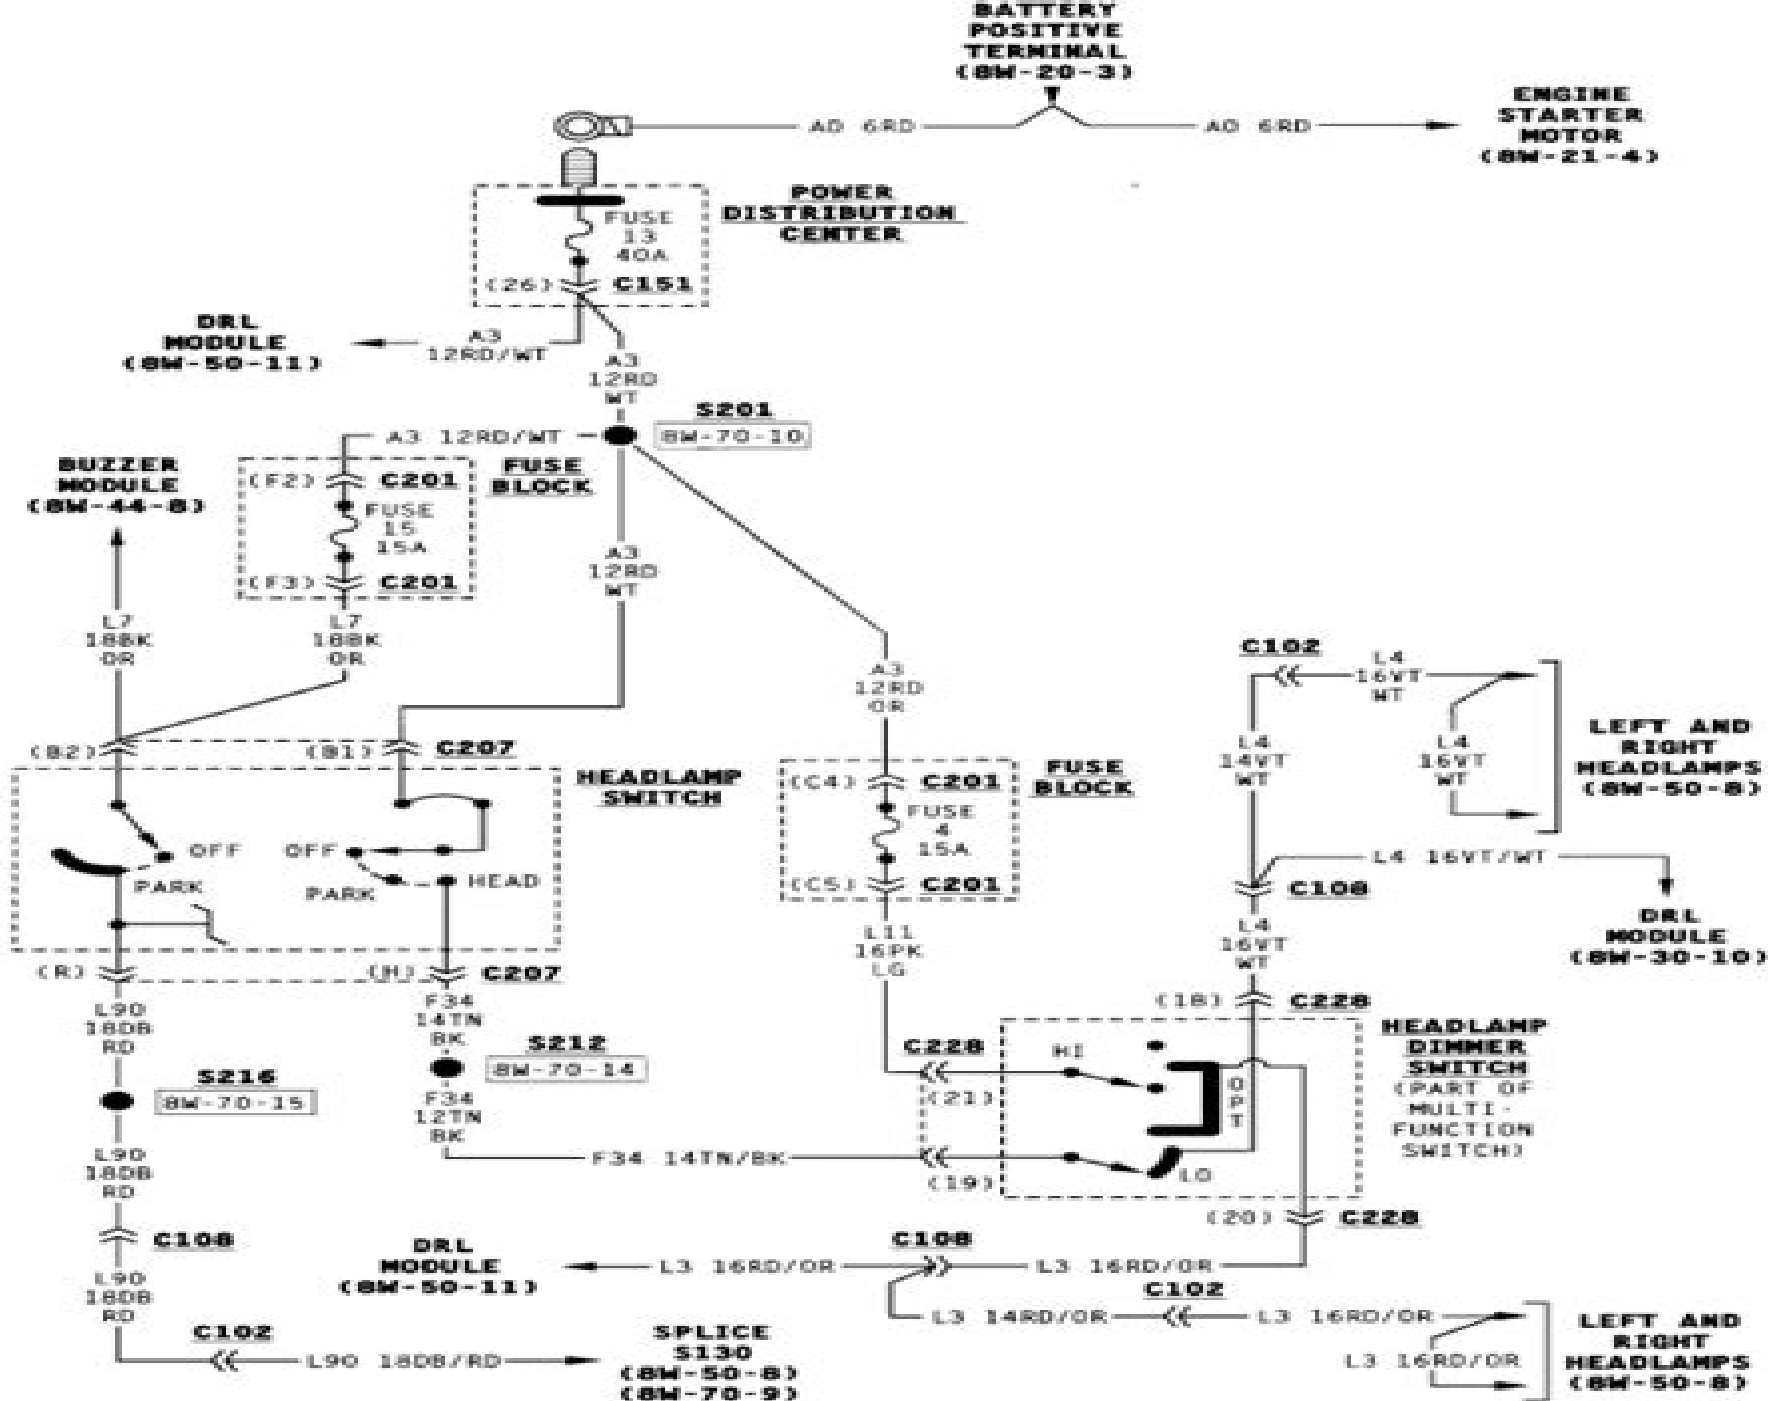 BATTERY
POSITIVE
TERMINAL
(8W-20-3)
A0 6RD
A0 6RD
ENGINE
STARTER
MOTOR
(8W-21-4)
POWER
DISTRIBUTION
CENTER
FUSE
13
40A
(26)
C151
DRL
MODULE
(8W-50-11)
A3
12RD/WT
A3
12RD
WT
S201
8W-70-10
A3 12RD/WT
BUZZER
MODULE
(8W-44-8)
(F2)
C201
FUSE
BLOCK
FUSE
15
15A
(F3)
C201
A3
12RD
WT
L7
18BK
OR
L7
18BK
OR
A3
12RD
OR
C102
L4
16VT
WT
L4
14VT
WT
L4
16VT
WT
LEFT AND
RIGHT
HEADLAMPS
(8W-50-8)
(B2)
(B1)
C207
HEADLAMP
SWITCH
(C4)
C201
FUSE
BLOCK
FUSE
4
15A
(C5)
C201
OFF
OFF
PARK
PARK
HEAD
L4 16VT/WT
C108
DRL
MODULE
(8W-30-10)
L11
16PK
LG
L4
16VT
WT
(R)
(H)
C207
(18)
C228
L90
18DB
RD
F34
14TN
BK
S212
8W-70-14
C228
(21)
HI
OPT
HEADLAMP
DIMMER
SWITCH
(PART OF
MULTI-
FUNCTION
SWITCH)
S216
8W-70-15
F34
12TN
BK
F34 14TN/BK
(19)
LO
L90
18DB
RD
(20)
C228
C108
DRL
MODULE
(8W-50-11)
L3 16RD/OR
C108
L3 16RD/OR
L90
18DB
RD
C102
L3 14RD/OR
L3 16RD/OR
L3 16RD/OR
LEFT AND
RIGHT
HEADLAMPS
(8W-50-8)
C102
L90 18DB/RD
SPLICE
S130
(8W-50-8)
(8W-70-9)